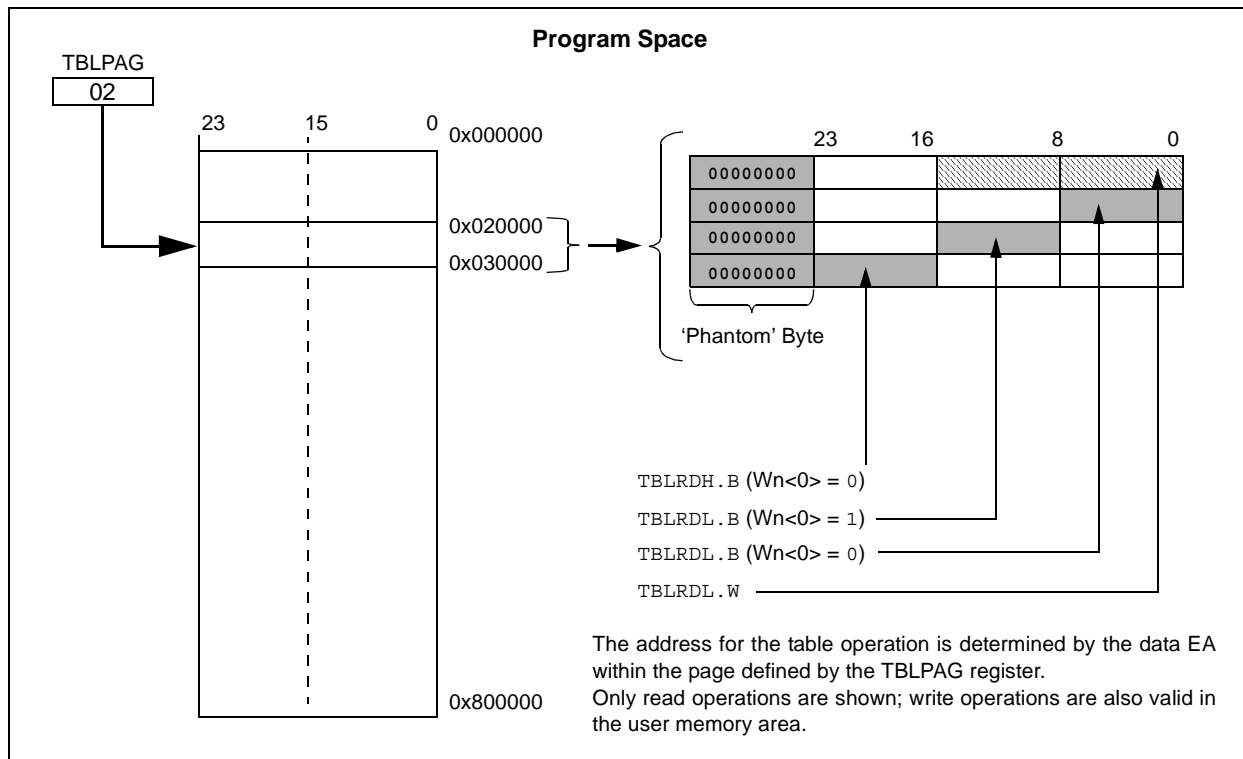 Program Space
TBLPAG
02
23 15 0
0x000000
0x020000
0x030000
0x800000
23 16 8 0
00000000
00000000
00000000
00000000
‘Phantom’ Byte
TBLRDH.B (Wn<0> = 0)
TBLRDL.B (Wn<0> = 1)
TBLRDL.B (Wn<0> = 0)
TBLRDL.W
The address for the table operation is determined by the data EA
within the page defined by the TBLPAG register.
Only read operations are shown; write operations are also valid in
the user memory area.